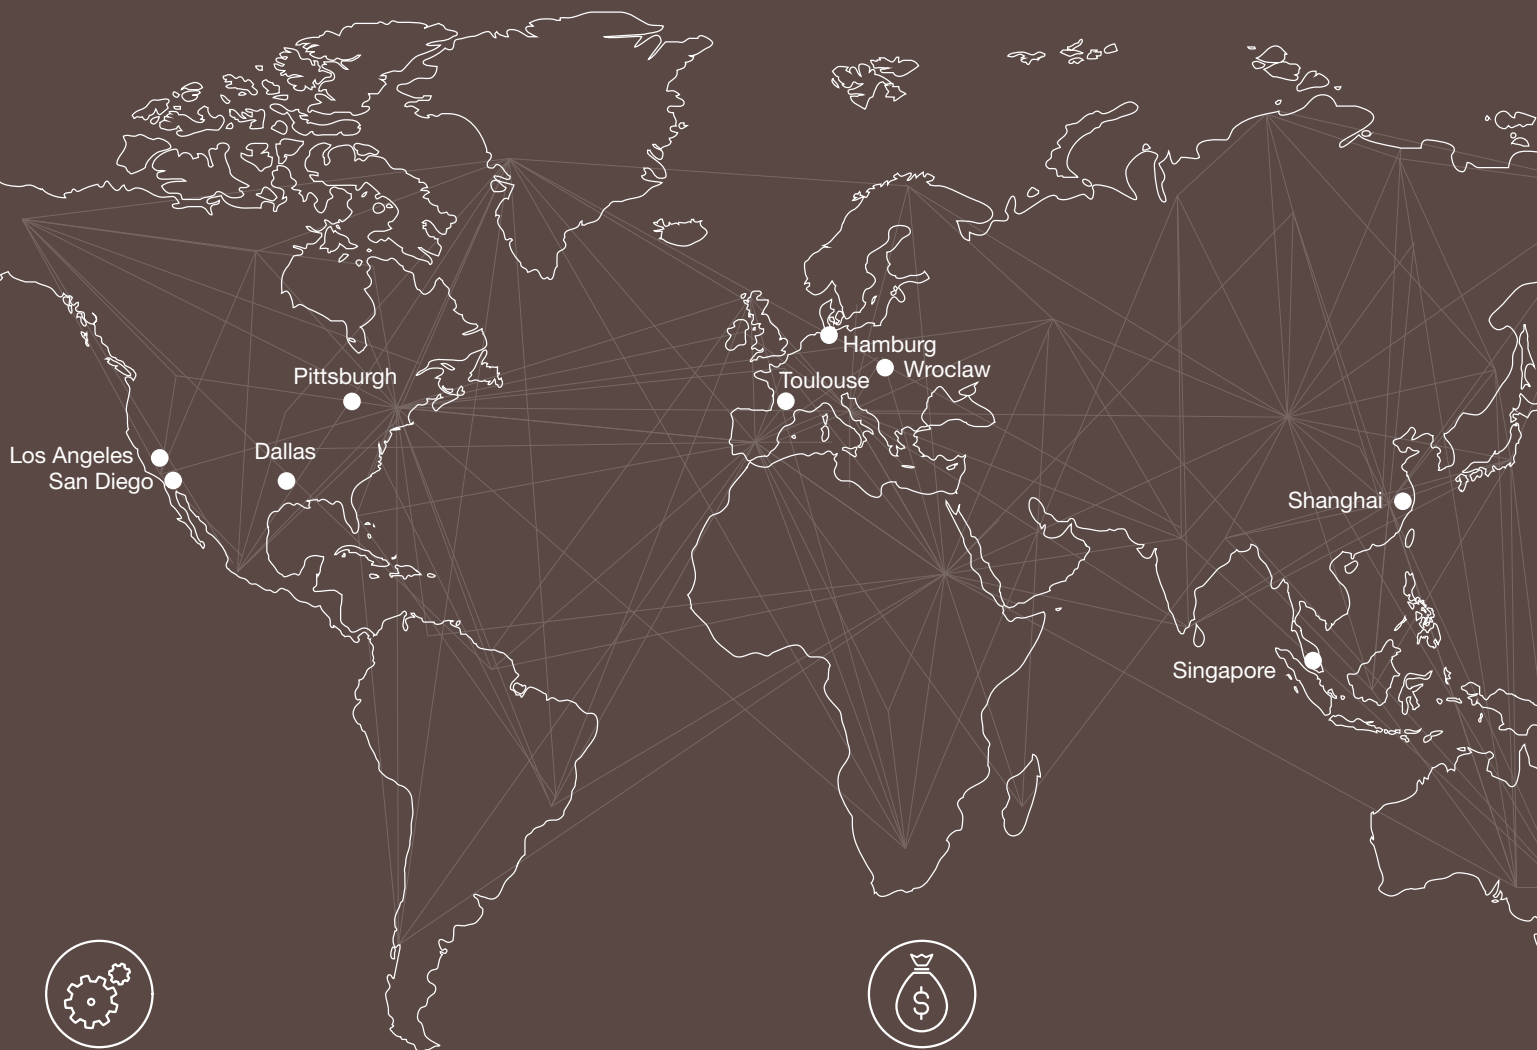 Hamburg
Wroclaw
Toulouse
Pittsburgh
Dallas
Los Angeles
San Diego
Shanghai
Singapore
$